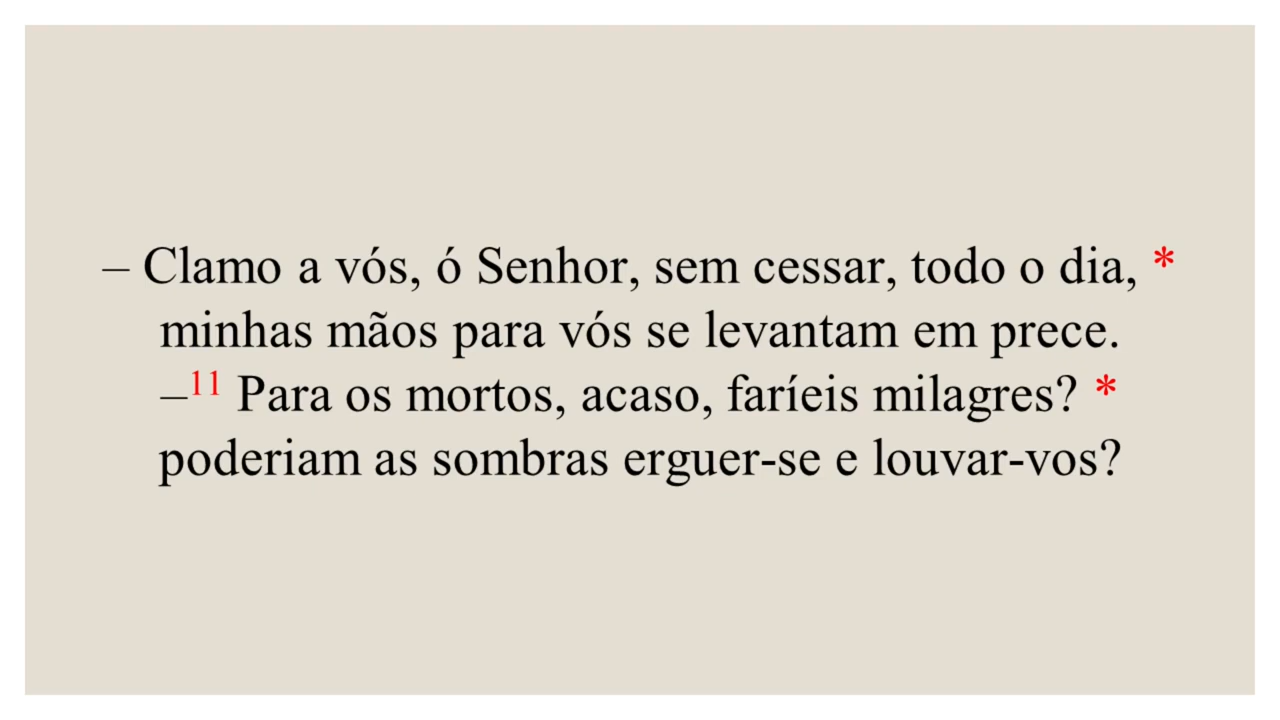 – Clamo a vós, ó Senhor, sem cessar, todo o dia, *
minhas mãos para vós se levantam em prece.
–11 Para os mortos, acaso, faríeis milagres? *
poderiam as sombras erguer-se e louvar-vos?